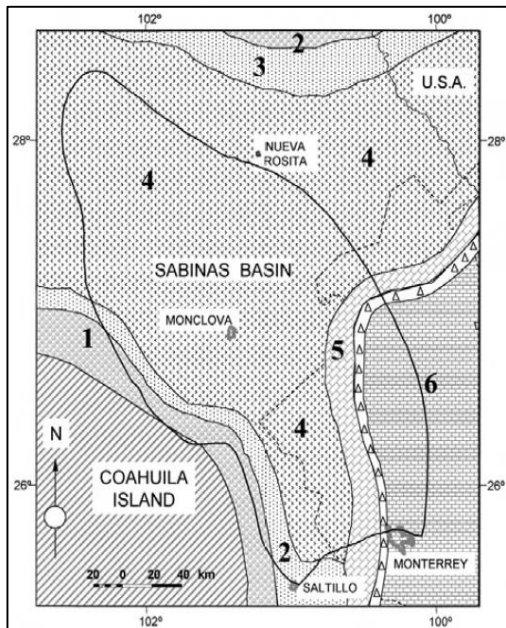 102° 100°
2
3
U.S.A.
28° 28°
NUEVA
ROSITA
4
4
SABINAS BASIN
MONCLOVA
1
5
6
4
N
26° 26°
COAHUILA
ISLAND
2
MONTERREY
20 0 20 40 km
SALTILLO
102° 100°